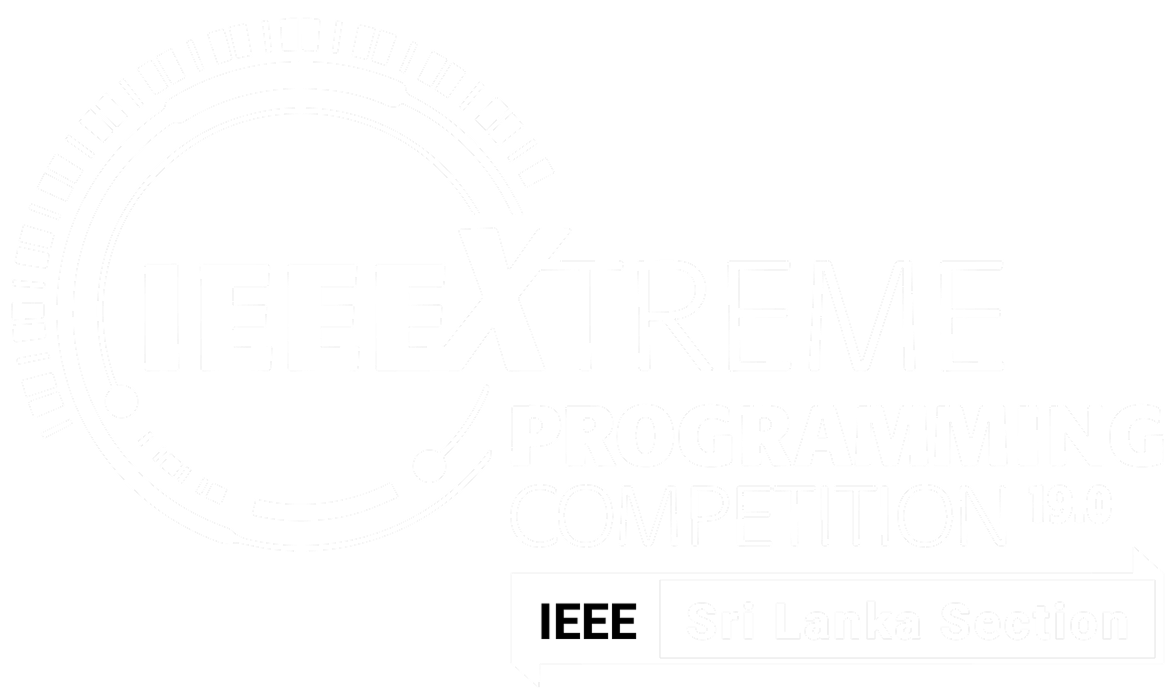 IEEEXTREME
PROGRAMMING
COMPETITION 19.0
IEEE Sri Lanka Section